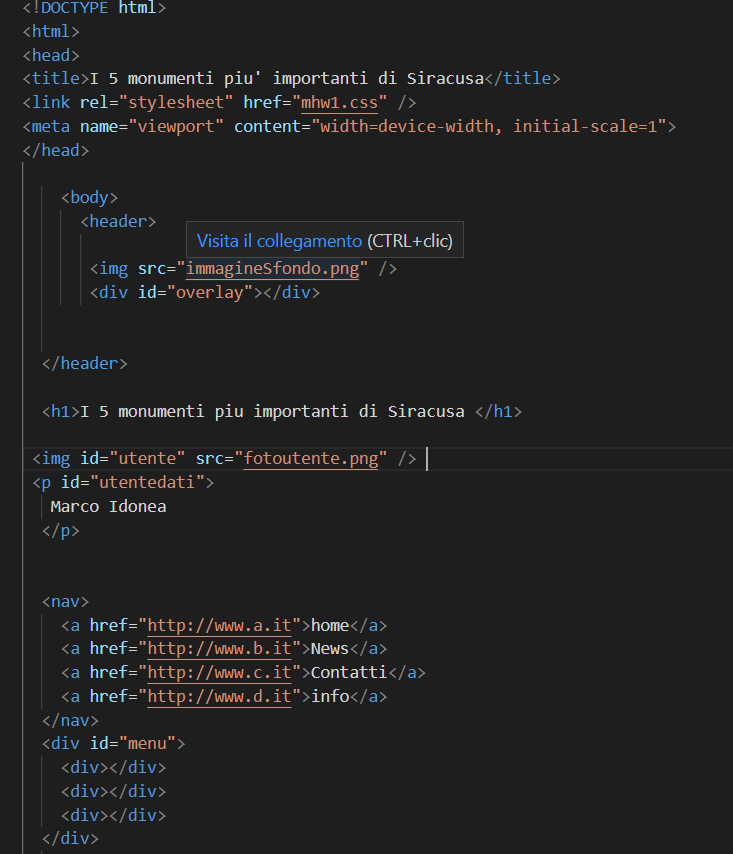 <!DOCTYPE html>
<html>
<head>
<title>I 5 monumenti piu' importanti di Siracusa</title>
<link rel="stylesheet" href="mhw1.css" />
<meta name="viewport" content="width=device-width, initial-scale=1">
</head>
<body>
<header>
Visita il collegamento (CTRL+clic)
<img src="immagineSfondo.png" />
<div id="overlay"></div>
</header>
<h1>I 5 monumenti piu importanti di Siracusa </h1>
<img id="utente" src="fotoutente.png" />
<p id="utentedati">
Marco Idonea
</p>
<nav>
<a href="http://www.a.it">home</a>
<a href="http://www.b.it">News</a>
<a href="http://www.c.it">Contatti</a>
<a href="http://www.d.it">info</a>
</nav>
<div id="menu">
<div></div>
<div></div>
<div></div>
</div>